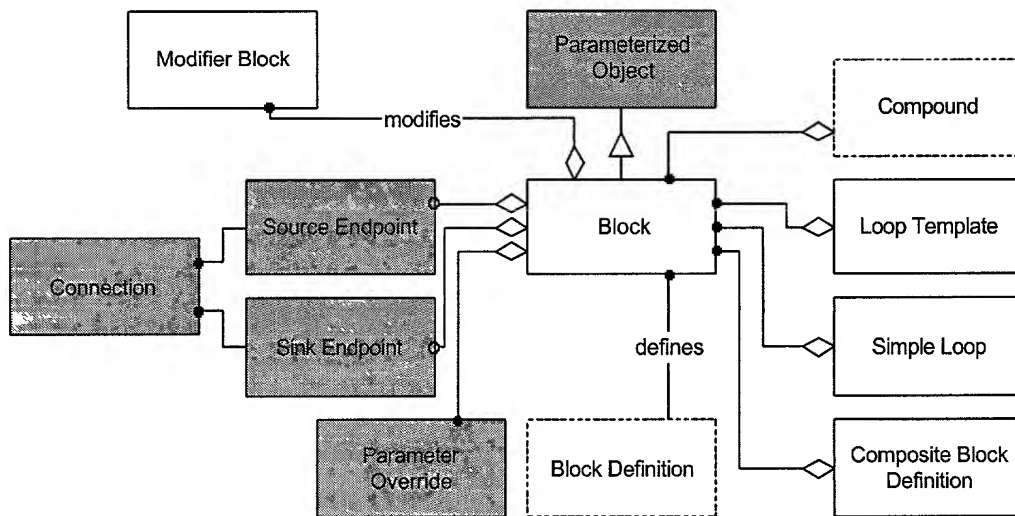 Modifier Block
Parameterized
Object
Compound
modifies
Source Endpoint
Block
Loop Template
Connection
Sink Endpoint
defines
Simple Loop
Parameter
Override
Block Definition
Composite Block
Definition